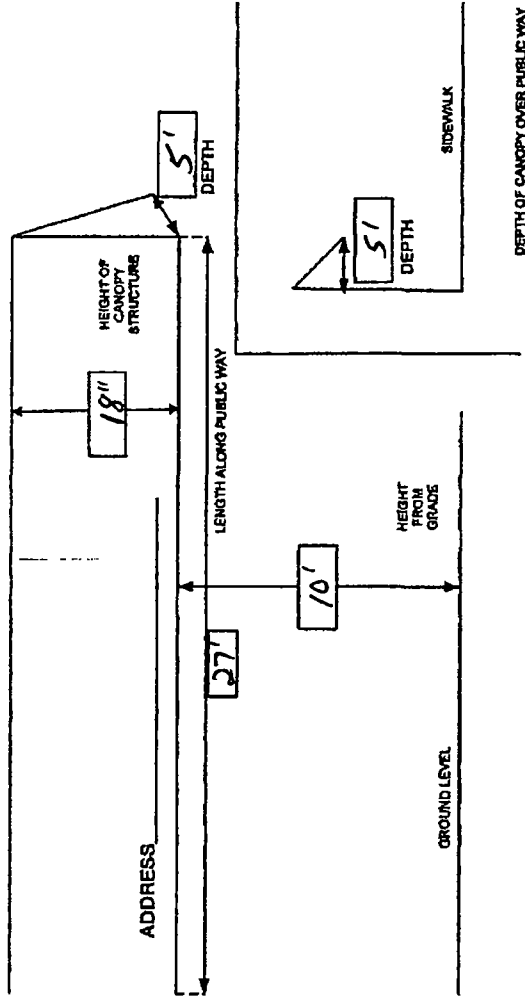 18"
HEIGHT OF
CANOPY
STRUCTURE
5'
DEPTH
ADDRESS
LENGTH ALONG PUBLIC WAY
27'
10'
HEIGHT
FROM
GRADE
GROUND LEVEL
5'
DEPTH
SIDEWALK
DEPTH OF CANOPY OVER PUBLIC WAY